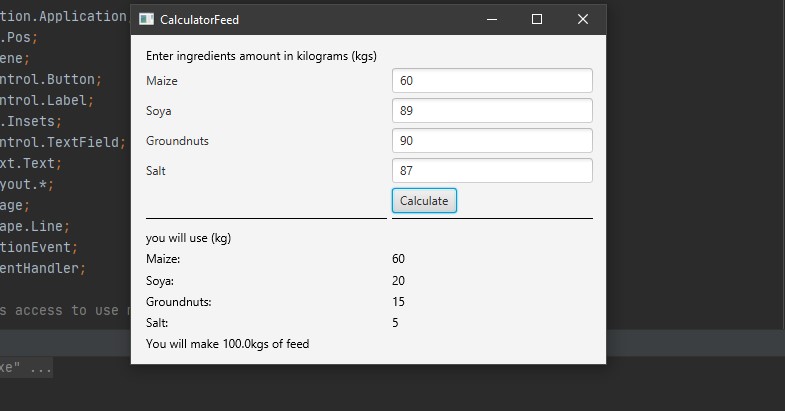 CalculatorFeed
tion.Application
.Pos;
ene;
ntrol.Button;
ntrol.Label;
.Insets;
ntrol.TextField;
xt.Text;
yout.*;
age;
ape.Line;
tionEvent;
entHandler;
s access to use
xe" ...
Enter ingredients amount in kilograms (kgs)
Maize 60
Soya 89
Groundnuts 90
Salt 87
Calculate
you will use (kg)
Maize: 60
Soya: 20
Groundnuts: 15
Salt: 5
You will make 100.0kgs of feed